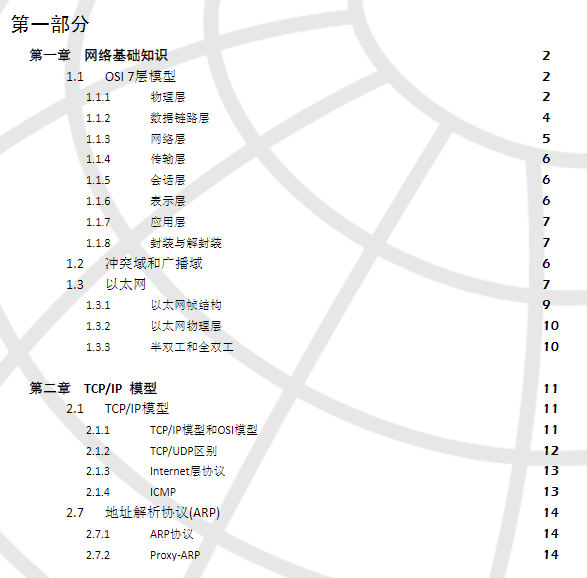 第一部分
第一章 网络基础知识 2
1.1 OSI 7层模型 2
1.1.1 物理层 2
1.1.2 数据链路层 4
1.1.3 网络层 5
1.1.4 传输层 6
1.1.5 会话层 6
1.1.6 表示层 6
1.1.7 应用层 7
1.1.8 封装与解封装 7
1.2 冲突域和广播域 6
1.3 以太网 7
1.3.1 以太网帧结构 9
1.3.2 以太网物理层 10
1.3.3 半双工和全双工 10
第二章 TCP/IP 模型 11
2.1 TCP/IP模型 11
2.1.1 TCP/IP模型和OSI模型 11
2.1.2 TCP/UDP区别 12
2.1.3 Internet层协议 13
2.1.4 ICMP 13
2.7 地址解析协议(ARP) 14
2.7.1 ARP协议 14
2.7.2 Proxy-ARP 14